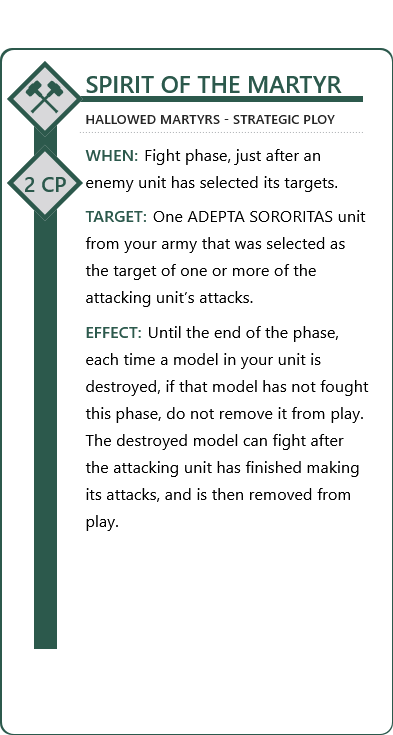 SPIRIT OF THE MARTYR
HALLOWED MARTYRS - STRATEGIC PLOY
2 CP
WHEN: Fight phase, just after an
enemy unit has selected its targets.
TARGET: One ADEPTA SORORITAS unit
from your army that was selected as
the target of one or more of the
attacking unit’s attacks.
EFFECT: Until the end of the phase,
each time a model in your unit is
destroyed, if that model has not fought
this phase, do not remove it from play.
The destroyed model can fight after
the attacking unit has finished making
its attacks, and is then removed from
play.